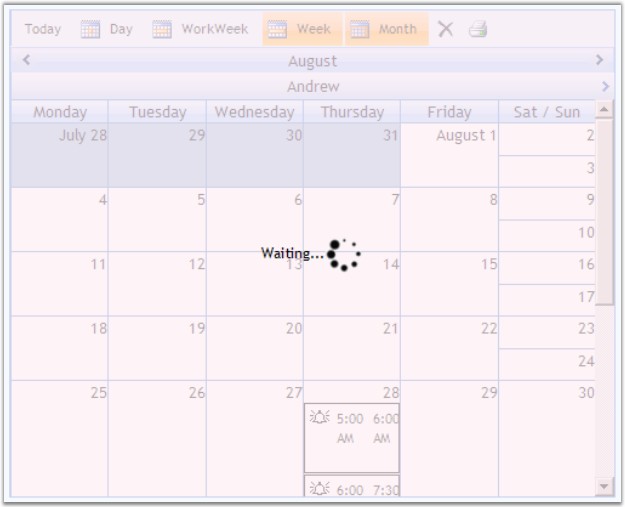 Today Day WorkWeek Week Month
August
Andrew
Monday Tuesday Wednesday Thursday Friday Sat / Sun
July 28 29 30 31 August 1 2
3
4 5 6 7 8 9
10
Waiting...
11 12 13 14 15 16
17
18 19 20 21 22 23
24
25 26 27 28 29 30
5:00 6:00
AM AM
6:00 7:30